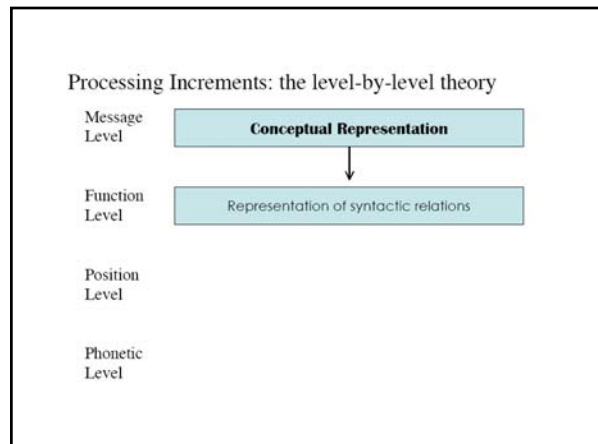 Processing Increments: the level-by-level theory
Message
Level
Conceptual Representation
Function
Level
Representation of syntactic relations
Position
Level
Phonetic
Level